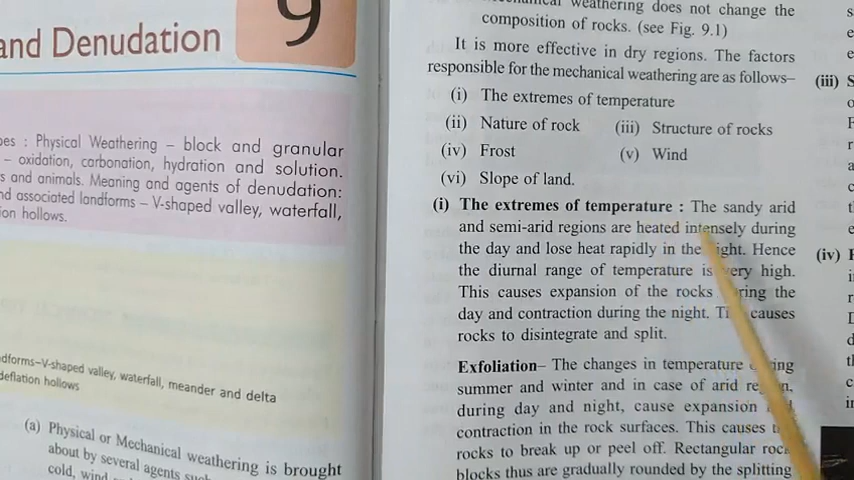 9
and Denudation
pes : Physical Weathering – block and granular
– oxidation, carbonation, hydration and solution.
s and animals. Meaning and agents of denudation:
nd associated landforms – V-shaped valley, waterfall,
ion hollows.
dforms–V-shaped valley, waterfall, meander and delta
deflation hollows
(a) Physical or Mechanical weathering is brought
about by several agents
cold,
weathering does not change the
composition of rocks. (see Fig. 9.1)
It is more effective in dry regions. The factors
responsible for the mechanical weathering are as follows–
(i) The extremes of temperature
(ii) Nature of rock (iii) Structure of rocks
(iv) Frost (v) Wind
(vi) Slope of land.
(i) The extremes of temperature : The sandy arid
and semi-arid regions are heated intensely during
the day and lose heat rapidly in the night. Hence
the diurnal range of temperature is very high.
This causes expansion of the rocks during the
day and contraction during the night. This causes
rocks to disintegrate and split.
Exfoliation– The changes in temperature during
summer and winter and in case of arid region,
during day and night, cause expansion and
contraction in the rock surfaces. This causes the
rocks to break up or peel off. Rectangular rock
blocks thus are gradually rounded by the splitting
(iii)
(iv)